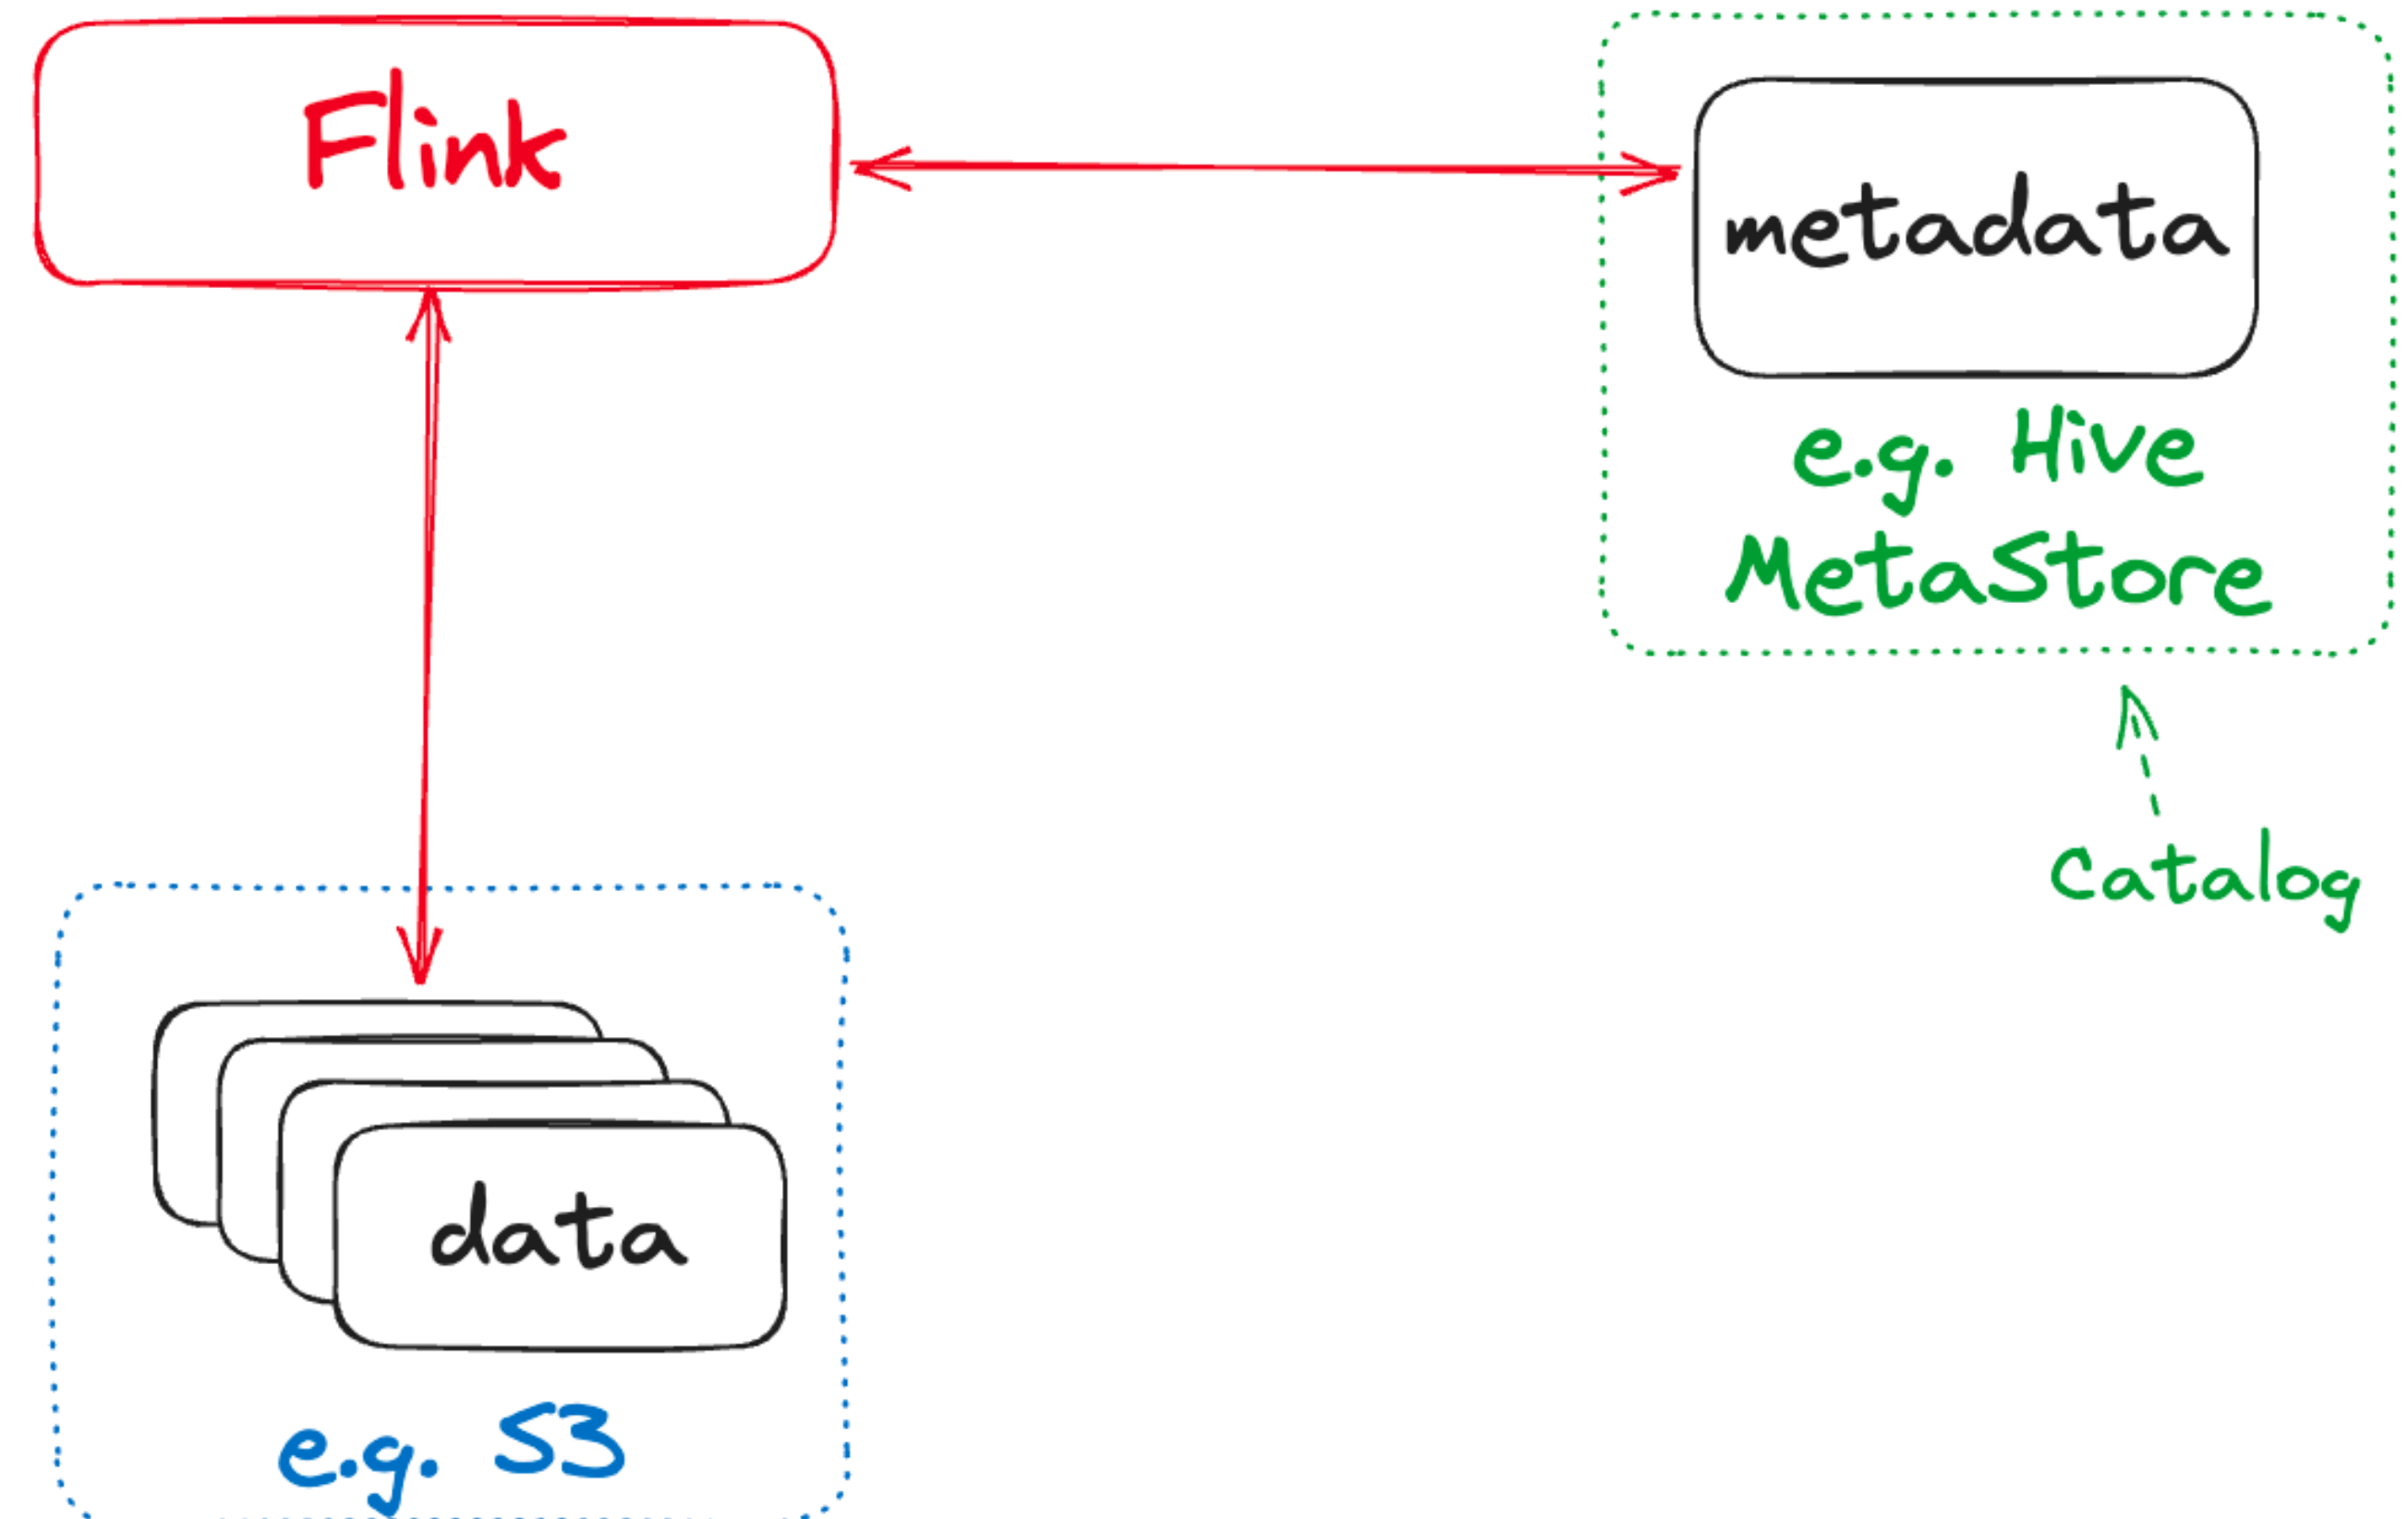 Flink
metadata
e.g. Hive
MetaStore
Catalog
data
e.g. S3